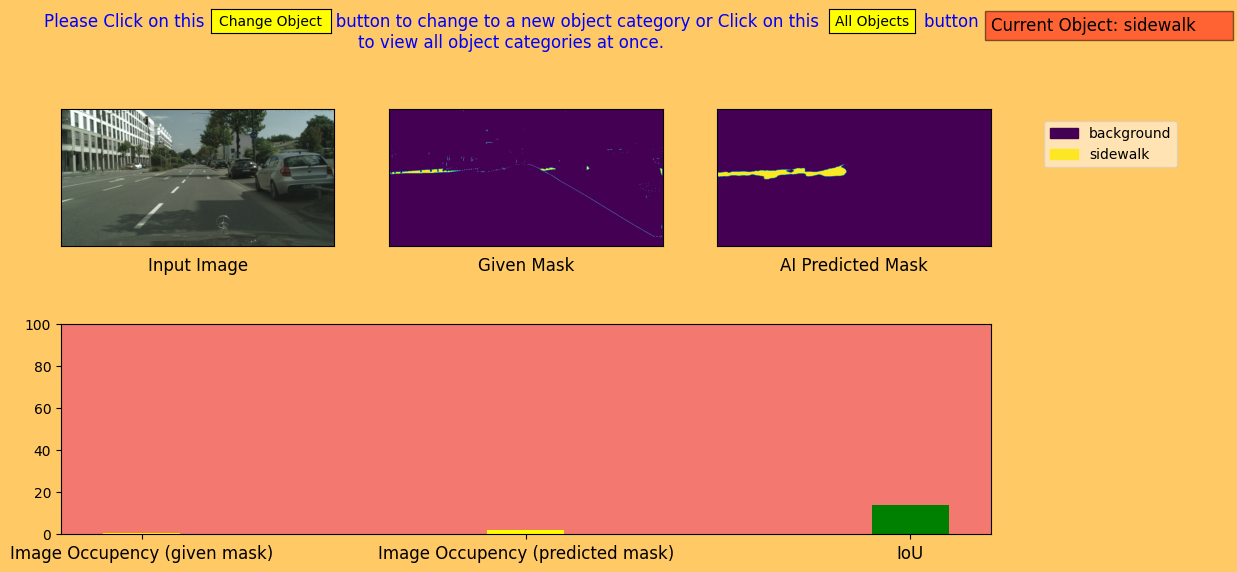 Please Click on this Change Object button to change to a new object category or Click on this All Objects button
to view all object categories at once.
Current Object: sidewalk
background
sidewalk
Input Image
Given Mask
AI Predicted Mask
100
80
60
40
20
0
Image Occupancy (given mask)
Image Occupancy (predicted mask)
IoU